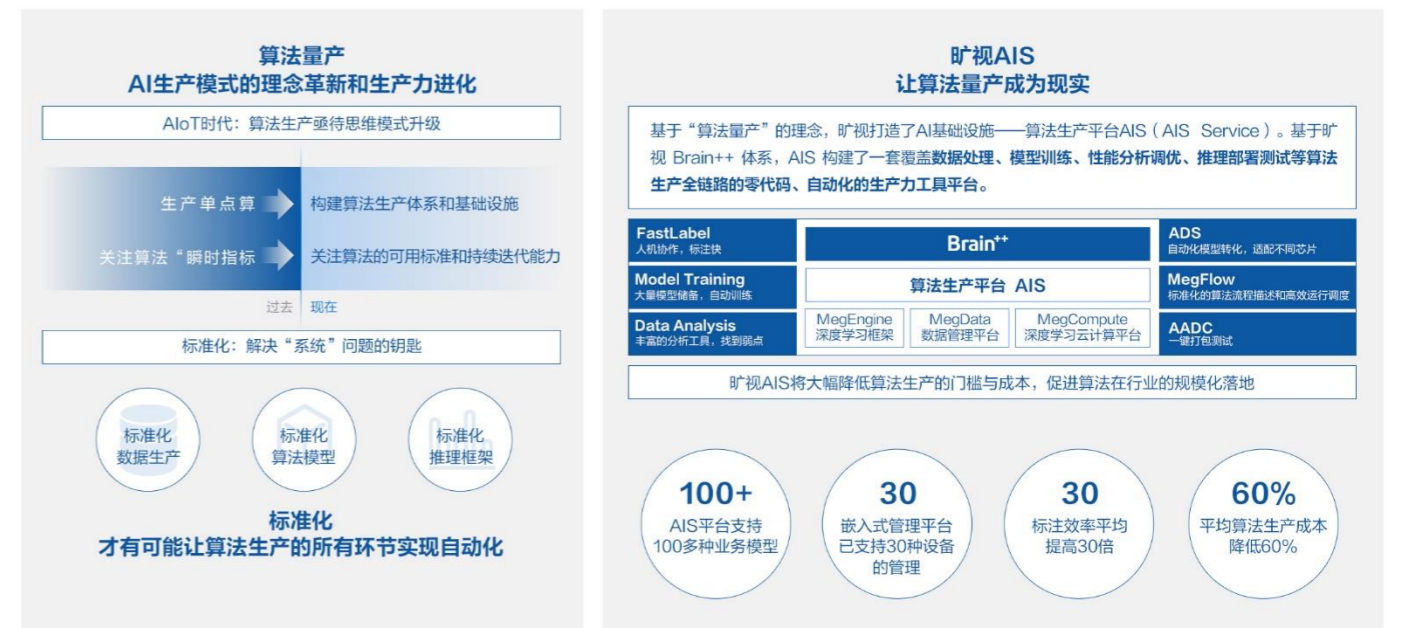 算法量产
AI生产模式的理念革新和生产力进化
AIoT时代：算法生产亟待思维模式升级
生产单点算
构建算法生产体系和基础设施
关注算法“瞬时指标
关注算法的可用标准和持续迭代能力
过去
现在
标准化：解决“系统”问题的钥匙
标准化
数据生产
标准化
算法模型
标准化
推理框架
标准化
才有可能让算法生产的所有环节实现自动化
旷视AIS
让算法量产成为现实
基于“算法量产”的理念，旷视打造了AI基础设施——算法生产平台AIS（AIS Service）。基于旷
视 Brain++ 体系，AIS 构建了一套覆盖数据处理、模型训练、性能分析调优、推理部署测试等算法
生产全链路的零代码、自动化的生产力工具平台。
FastLabel
人机协作，标注快
Model Training
大量模型储备，自动训练
Data Analysis
丰富的分析工具，找到弱点
Brain++
算法生产平台 AIS
MegEngine
深度学习框架
MegData
数据管理平台
MegCompute
深度学习云计算平台
ADS
自动化模型转化，适配不同芯片
MegFlow
标准化的算法流程描述和高效运行调度
AADC
一键打包测试
旷视AIS将大幅降低算法生产的门槛与成本，促进算法在行业的规模化落地
100+
AIS平台支持
100多种业务模型
30
嵌入式管理平台
已支持30种设备
的管理
30
标注效率平均
提高30倍
60%
平均算法生产成本
降低60%